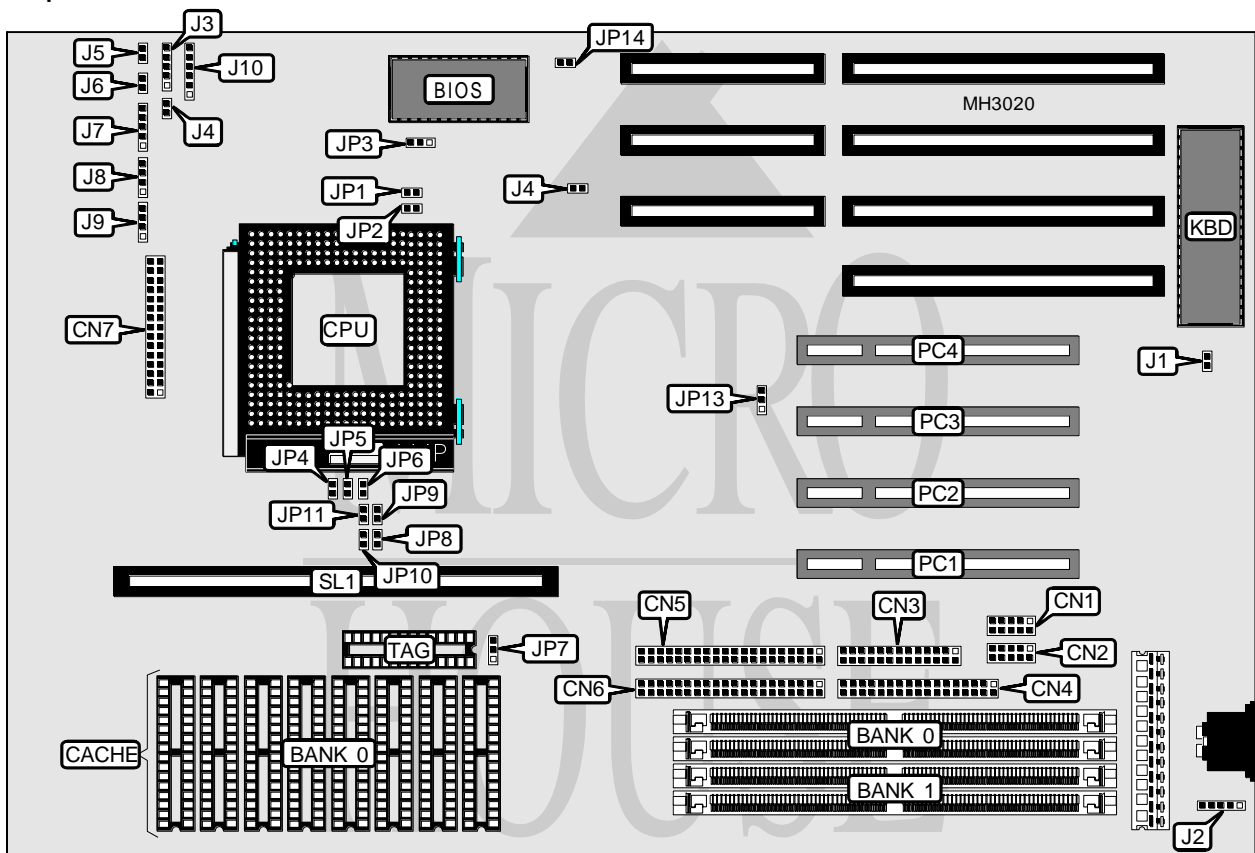 J3
J5
JP14
J6
J10
BIOS
MH3020
J7
J4
JP3
J8
JP1
J4
J9
JP2
KBD
CN7
CPU
PC4
J1
JP13
PC3
JP5
P
JP4
JP6
PC2
JP9
JP11
JP8
PC1
SL1
JP10
CN5
CN3
CN1
TAG
JP7
CN2
CN6
CN4
BANK 0
CACHE
BANK 0
BANK 1
J2
MICRO
HOUSE